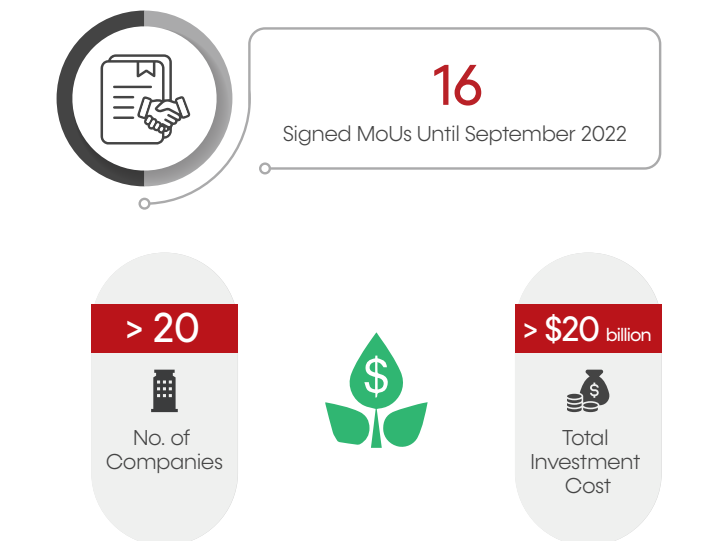 16
Signed MoUs Until September 2022
> 20
No. of
Companies
$
> $20 billion
$
Total
Investment
Cost